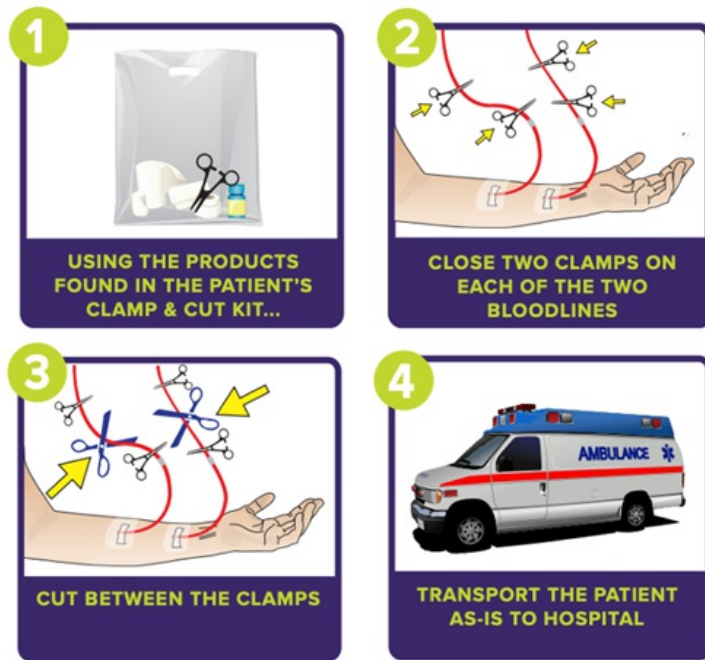 1
USING THE PRODUCTS
FOUND IN THE PATIENT'S
CLAMP & CUT KIT...
2
CLOSE TWO CLAMPS ON
EACH OF THE TWO
BLOODLINES
3
CUT BETWEEN THE CLAMPS
4
AMBULANCE
TRANSPORT THE PATIENT
AS-IS TO HOSPITAL